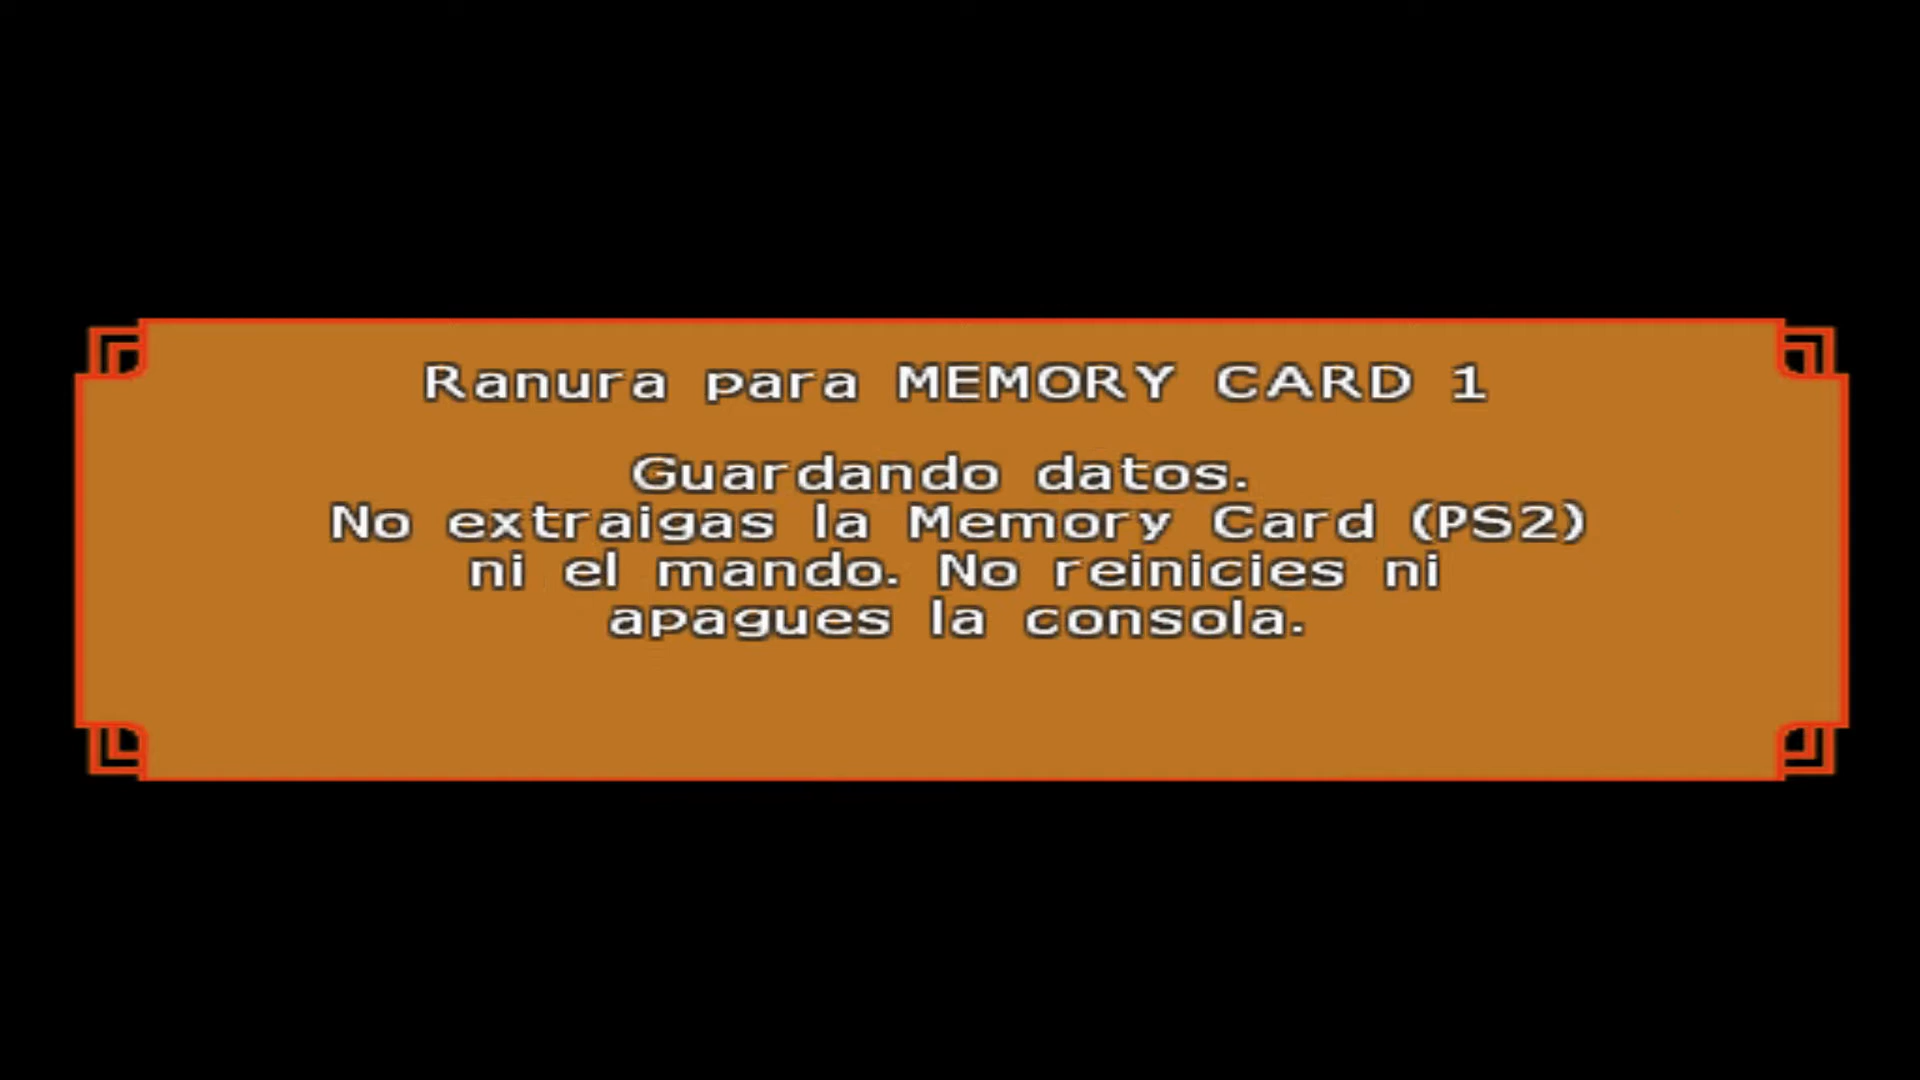 Ranura para MEMORY CARD 1
Guardando datos.
No extraigas la Memory Card (PS2)
ni el mando. No reinicies ni
apagues la consola.